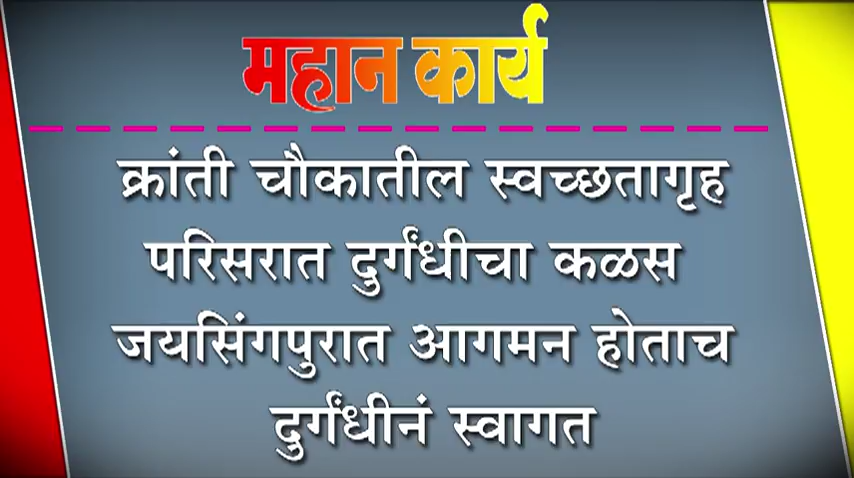 महान कार्य
क्रांती चौकातील स्वच्छतागृह
परिसरात दुर्गंधीचा कळस
जयसिंगपुरात आगमन होताच
दुर्गंधीनं स्वागत